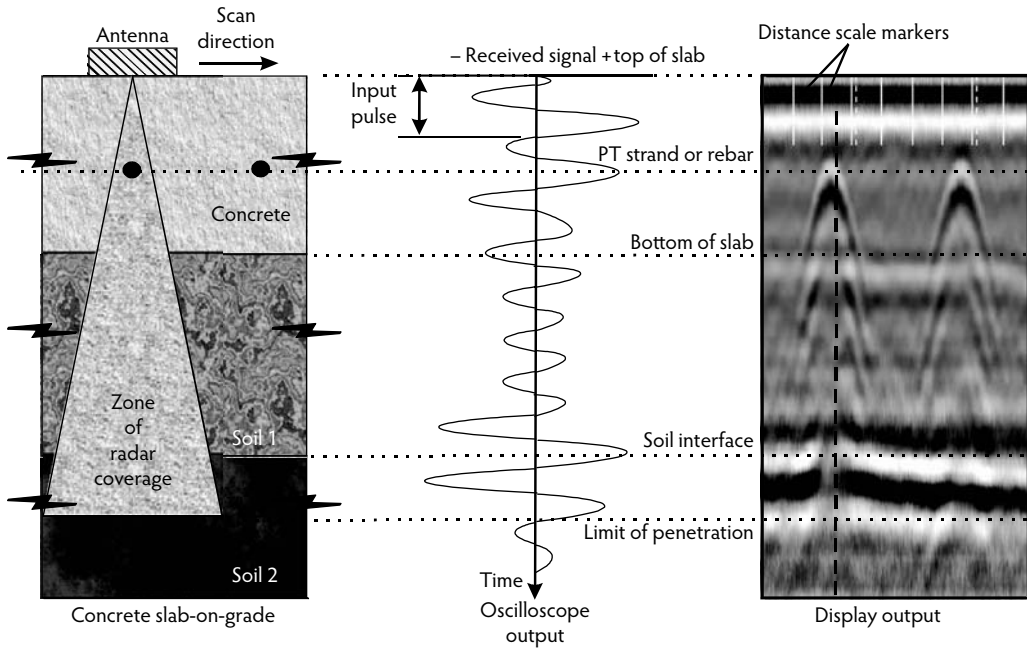 Antenna
Scan
direction
Concrete
Zone
of
radar
coverage
Soil 1
Soil 2
Concrete slab-on-grade
– Received signal + top of slab
Input
pulse
PT strand or rebar
Bottom of slab
Soil interface
Limit of penetration
Time
Oscilloscope
output
Distance scale markers
Display output